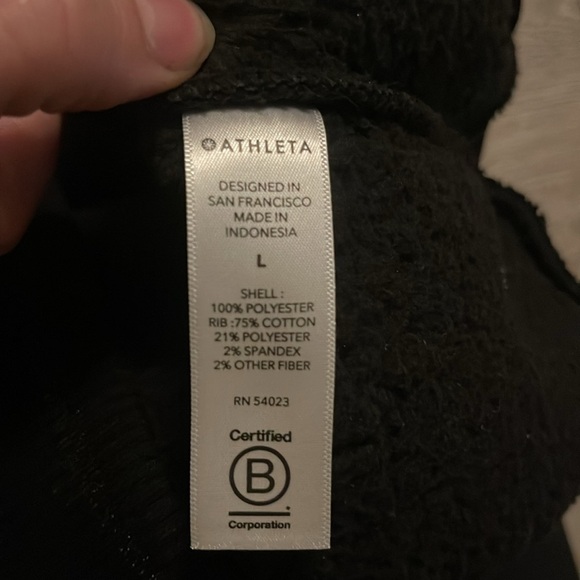 ATHLETA
DESIGNED IN
SAN FRANCISCO
MADE IN
INDONESIA
L
SHELL :
100% POLYESTER
RIB :75% COTTON
21% POLYESTER
2% SPANDEX
2% OTHER FIBER
RN 54023
Certified
B
Corporation